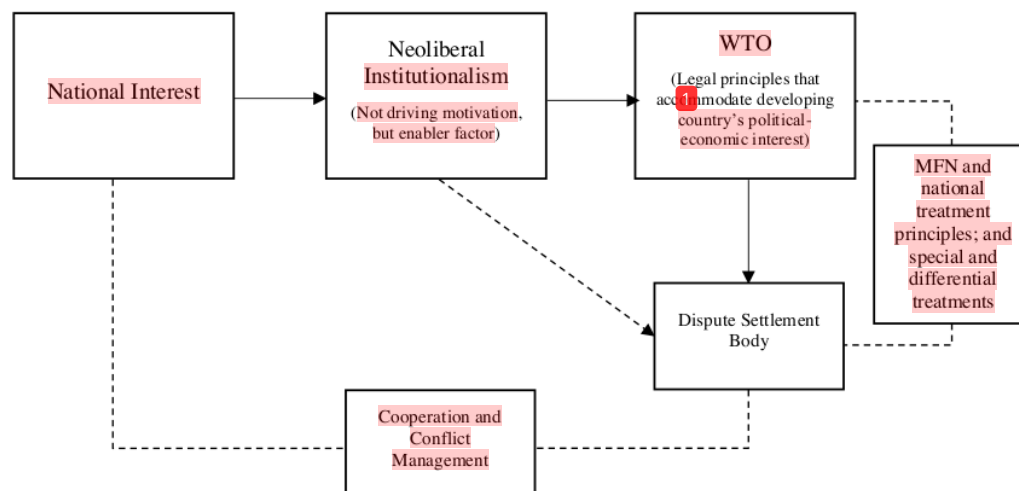 National Interest
Neoliberal
Institutionalism
(Not driving motivation,
but enabler factor)
WTO
(Legal principles that
accommodate developing
country's political-
economic interest)
1
MFN and
national
treatment
principles; and
special and
differential
treatments
Dispute Settlement
Body
Cooperation and
Conflict
Management